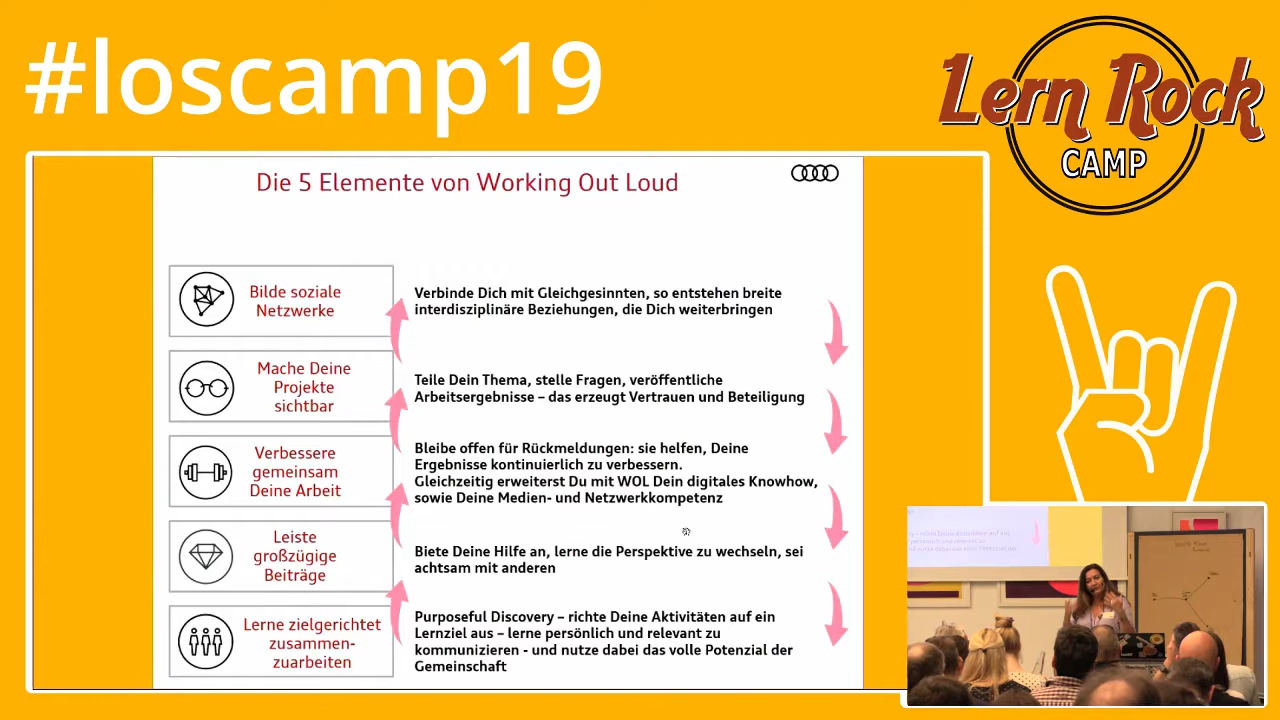 #loscamp19
Lern Rock
CAMP
Die 5 Elemente von Working Out Loud
Bilde soziale
Netzwerke
Verbinde Dich mit Gleichgesinnten, so entstehen breite
interdisziplinäre Beziehungen, die Dich weiterbringen
Mache Deine
Projekte
sichtbar
Teile Dein Thema, stelle Fragen, veröffentliche
Arbeitsergebnisse – das erzeugt Vertrauen und Beteiligung
Verbessere
gemeinsam
Deine Arbeit
Bleibe offen für Rückmeldungen: sie helfen, Deine
Ergebnisse kontinuierlich zu verbessern.
Gleichzeitig erweiterst Du mit WOL Dein digitales Knowhow,
sowie Deine Medien- und Netzwerkkompetenz
Leiste
großzügige
Beiträge
Biete Deine Hilfe an, lerne die Perspektive zu wechseln, sei
achtsam mit anderen
Lerne zielgerichtet
zusammen-
zuarbeiten
Purposeful Discovery – richte Deine Aktivitäten auf ein
Lernziel aus – lerne persönlich und relevant zu
kommunizieren - und nutze dabei das volle Potenzial der
Gemeinschaft